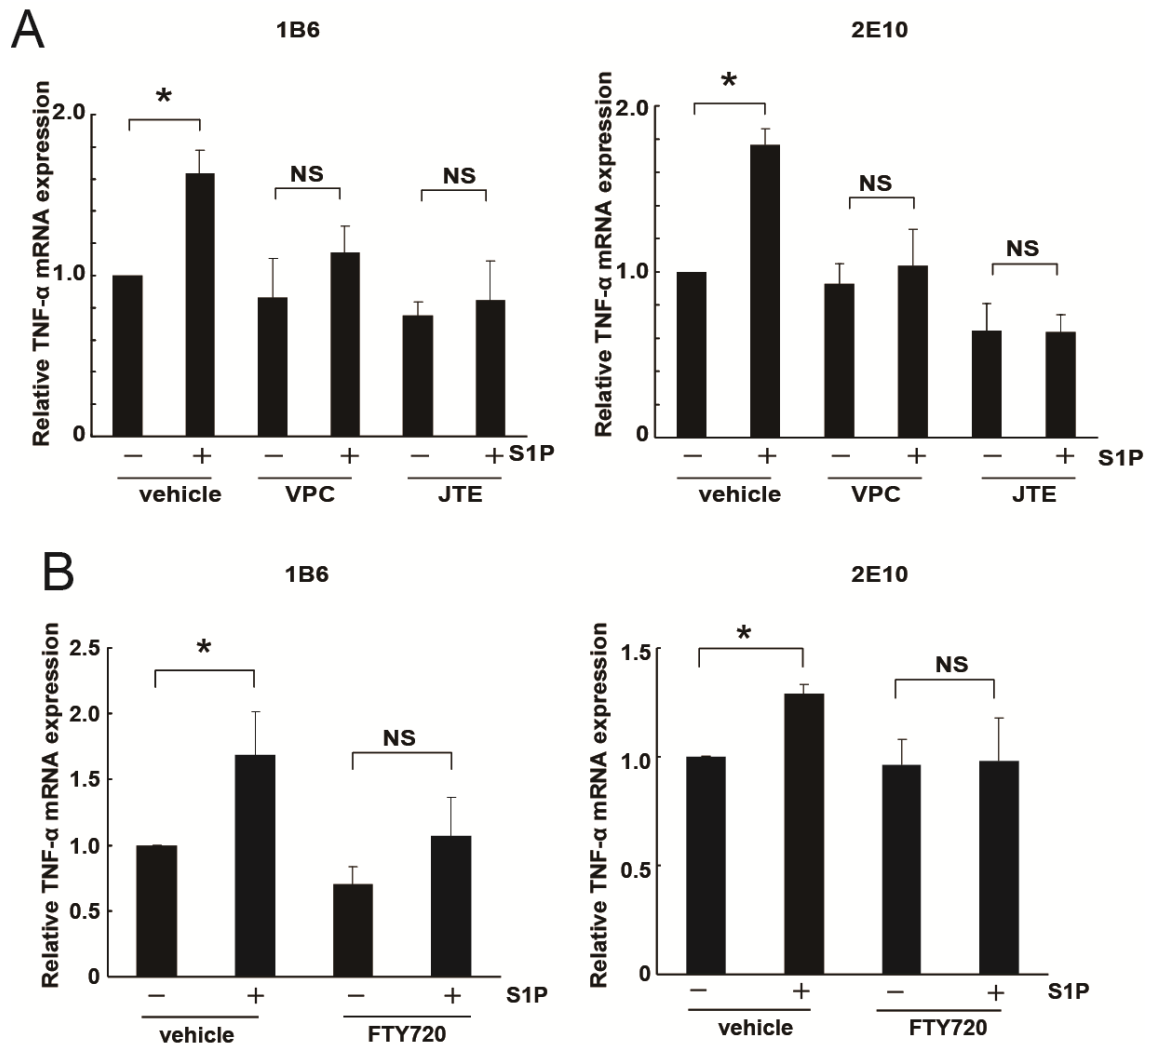 A
1B6
2E10
Relative TNF-α mRNA expression
2.0
1.0
0
*
NS
NS
− + − + − + S1P
vehicle VPC JTE
Relative TNF-α mRNA expression
2.0
1.0
0
*
NS
NS
− + − + − + S1P
vehicle VPC JTE
B
1B6
2E10
Relative TNF-α mRNA expression
2.5
2.0
1.5
1.0
0.5
0
*
NS
− + − + S1P
vehicle FTY720
Relative TNF-α mRNA expression
1.5
1.0
0.5
0
*
NS
− + − + S1P
vehicle FTY720